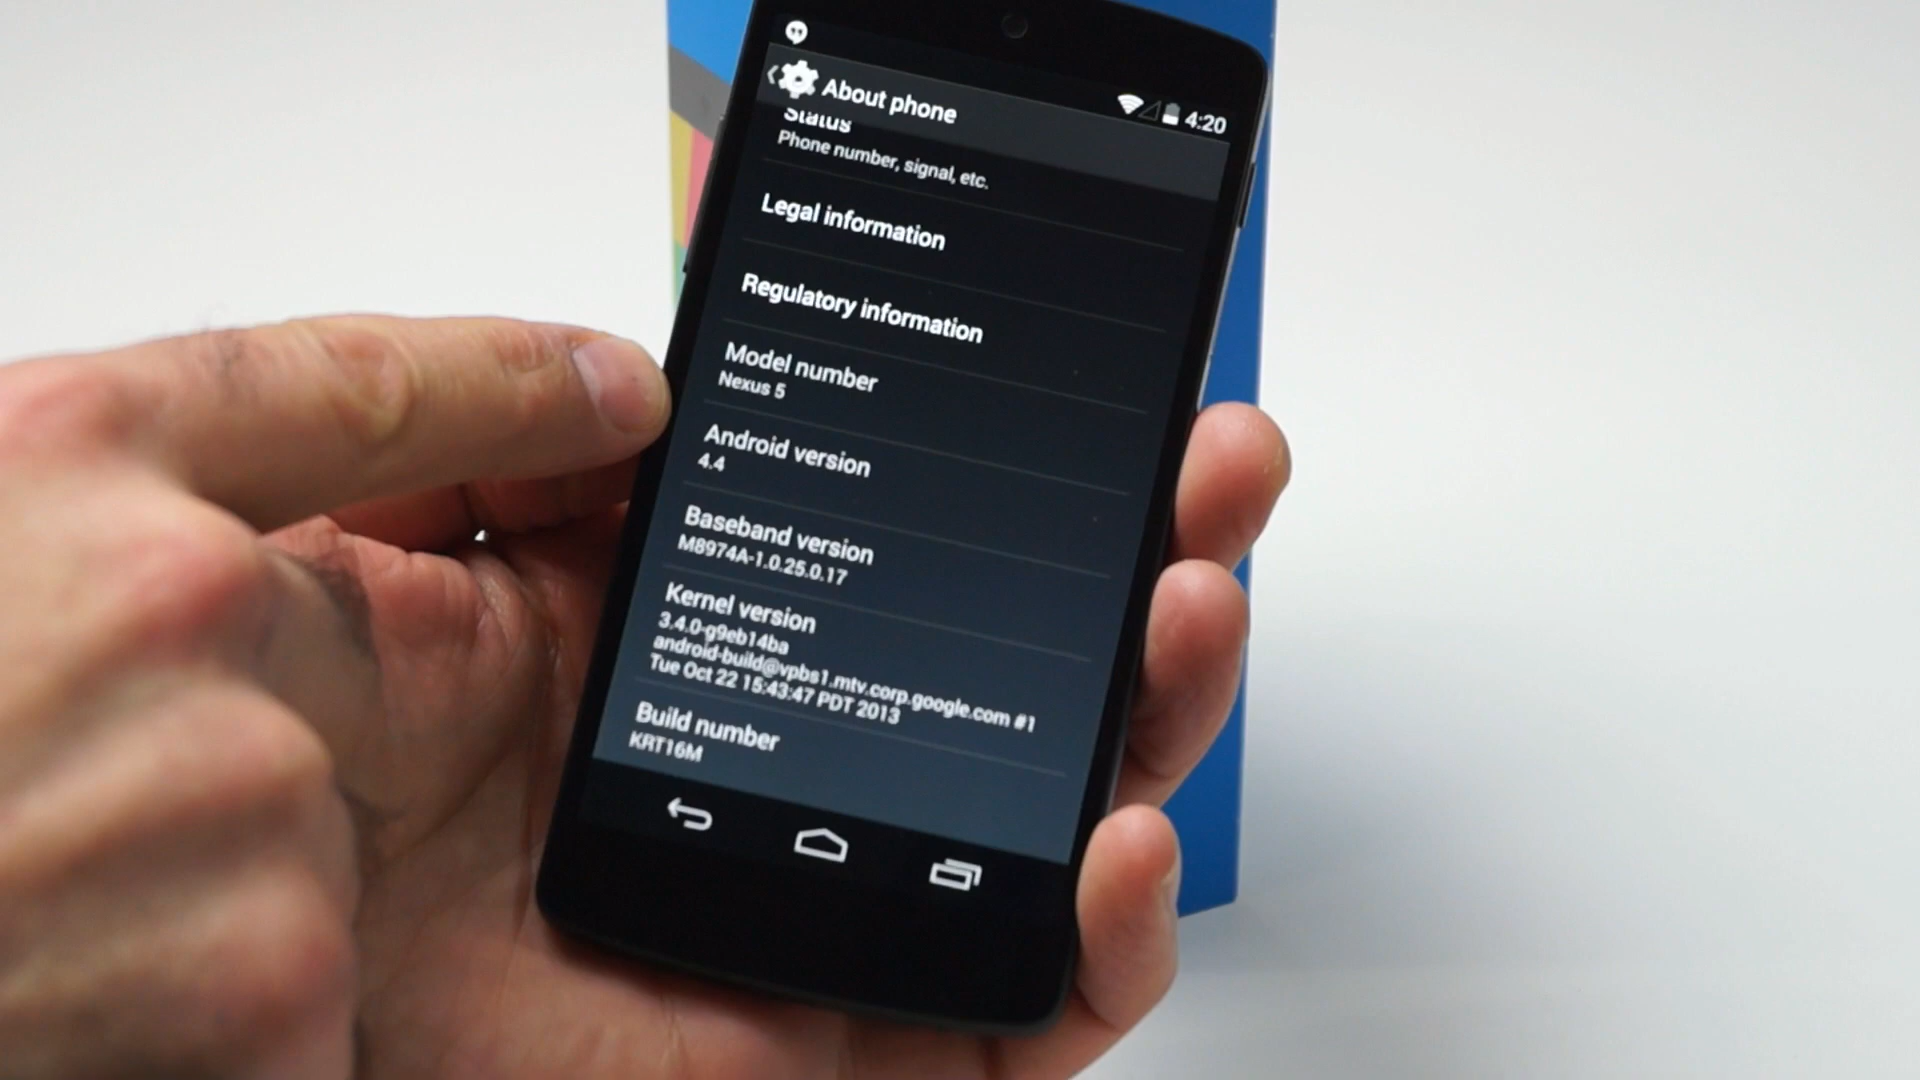 About phone
4:20
Status
Phone number, signal, etc.
Legal information
Regulatory information
Model number
Nexus 5
Android version
4.4
Baseband version
M8974A-1.0.25.0.17
Kernel version
3.4.0-g9eb14ba
android-build@vpbs1.mtv.corp.google.com #1
Tue Oct 22 15:43:47 PDT 2013
Build number
KRT16M